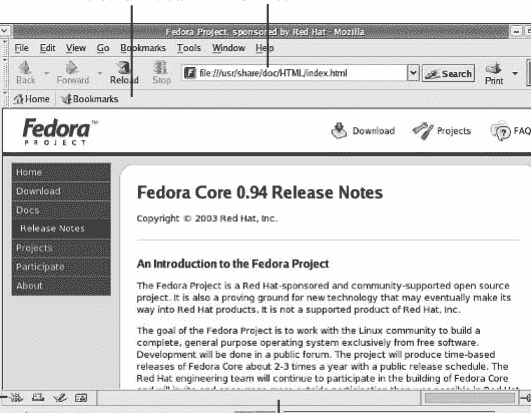 Fedora Project, sponsored by Red Hat - Mozilla
File Edit View Go Bookmarks Tools Window Help
Back Forward Reload Stop file:///usr/share/doc/HTML/index.html Search Print
Home Bookmarks
Fedora™
PROJECT
Download Projects FAQ
Home
Download
Docs
Release Notes
Projects
Participate
About
Fedora Core 0.94 Release Notes
Copyright © 2003 Red Hat, Inc.
An Introduction to the Fedora Project
The Fedora Project is a Red Hat-sponsored and community-supported open source
project. It is also a proving ground for new technology that may eventually make its
way into Red Hat products. It is not a supported product of Red Hat, Inc.
The goal of the Fedora Project is to work with the Linux community to build a
complete, general purpose operating system exclusively from free software.
Development will be done in a public forum. The project will produce time-based
releases of Fedora Core about 2-3 times a year with a public release schedule. The
Red Hat engineering team will continue to participate in the building of Fedora Core